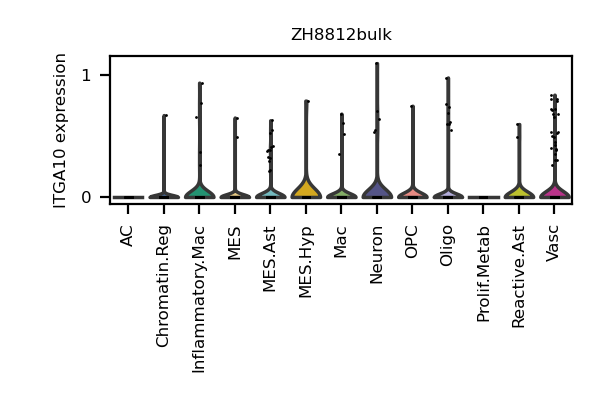 ZH8812bulk
ITGA10 expression
1
0
AC
Chromatin.Reg
Inflammatory.Mac
MES
MES.Ast
MES.Hyp
Mac
Neuron
OPC
Oligo
Prolif.Metab
Reactive.Ast
Vasc